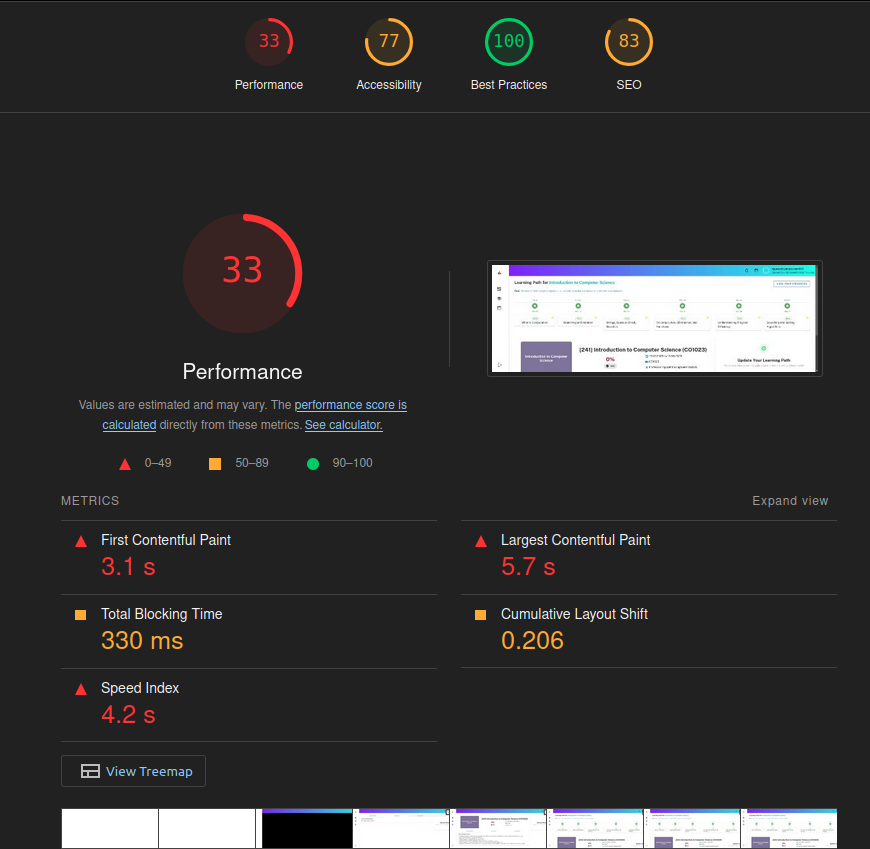 33
77
100
83
Performance
Accessibility
Best Practices
SEO
33
Performance
Values are estimated and may vary. The performance score is
calculated directly from these metrics. See calculator.
0–49
50–89
90–100
Learning Path for Introduction to Computer Science
[241] Introduction to Computer Science (CO1023)
Introduction to Computer
Science
0%
Update Your Learning Path
METRICS
Expand view
First Contentful Paint
3.1 s
Largest Contentful Paint
5.7 s
Total Blocking Time
330 ms
Cumulative Layout Shift
0.206
Speed Index
4.2 s
View Treemap